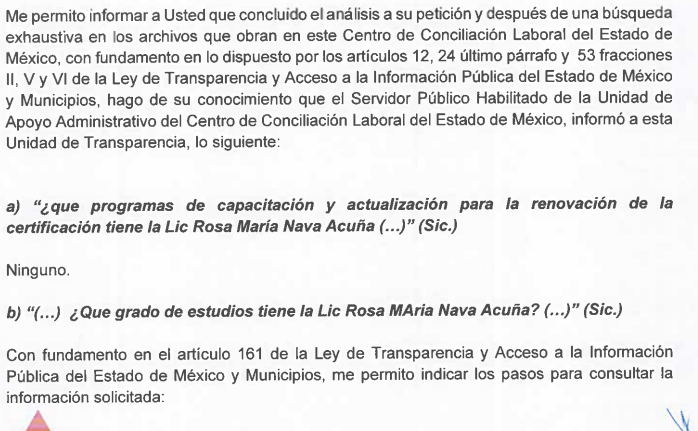 Me permito informar a Usted que concluido el análisis a su petición y después de una búsqueda
exhaustiva en los archivos que obran en este Centro de Conciliación Laboral del Estado de
México, con fundamento en lo dispuesto por los artículos 12, 24 último párrafo y 53 fracciones
II, V y VI de la Ley de Transparencia y Acceso a la Información Pública del Estado de México
y Municipios, hago de su conocimiento que el Servidor Público Habilitado de la Unidad de
Apoyo Administrativo del Centro de Conciliación Laboral del Estado de México, informó a esta
Unidad de Transparencia, lo siguiente:
a) “¿que programas de capacitación y actualización para la renovación de la
certificación tiene la Lic Rosa María Nava Acuña (...)” (Sic.)
Ninguno.
b) “(...) ¿Que grado de estudios tiene la Lic Rosa MAria Nava Acuña? (...)” (Sic.)
Con fundamento en el artículo 161 de la Ley de Transparencia y Acceso a la Información
Pública del Estado de México y Municipios, me permito indicar los pasos para consultar la
información solicitada: